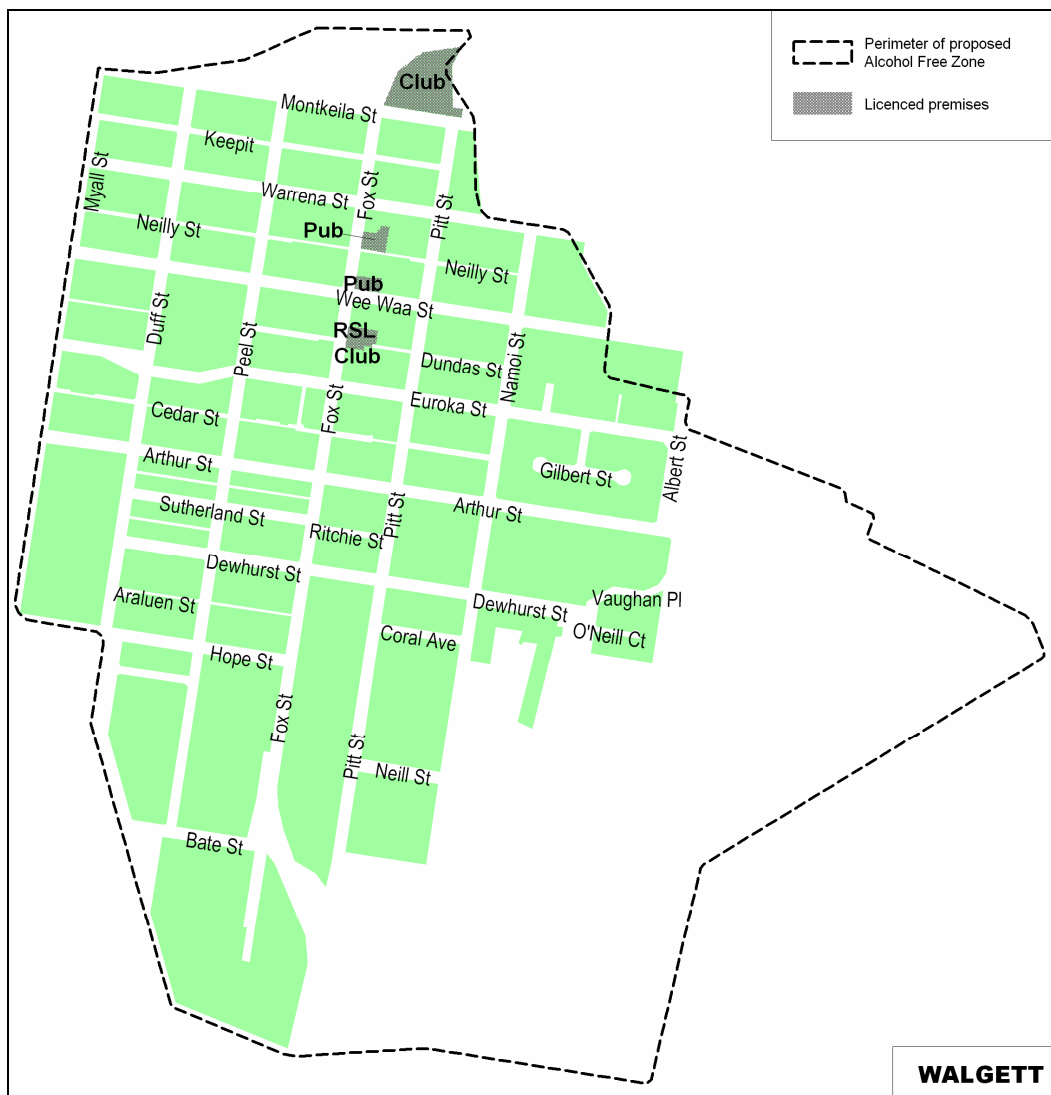 Perimeter of proposed
Alcohol Free Zone
Licenced premises
Club
Montkeila St
Keepit
Myall St
Warrena St
Fox St
Pitt St
Neilly St
Pub
Neilly St
Pub
Wee Waa St
Duff St
Peel St
RSL
Club
Dundas St
Namoi St
Fox St
Euroka St
Cedar St
Albert St
Arthur St
Gilbert St
Sutherland St
Pitt St
Arthur St
Ritchie St
Dewhurst St
Araluen St
Dewhurst St
Vaughan Pl
O'Neill Ct
Coral Ave
Hope St
Fox St
Pitt St
Neill St
Bate St
WALGETT